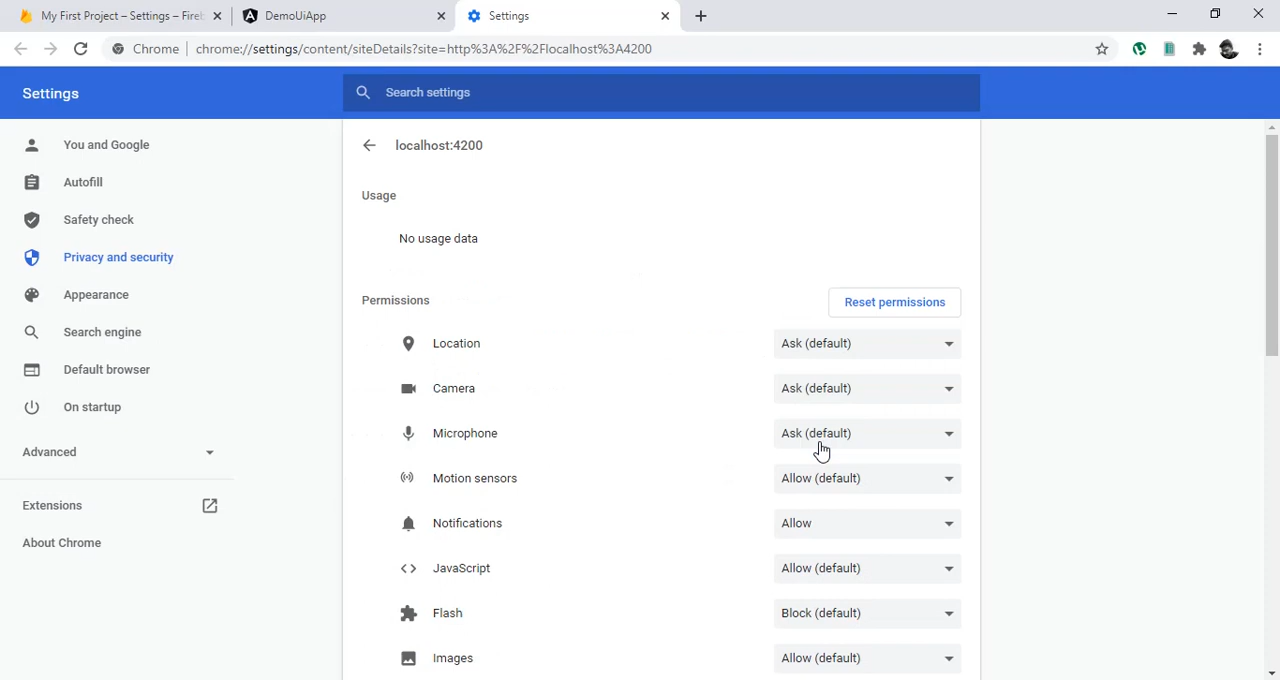 My First Project – Settings – Fire
DemoUiApp
Settings
Chrome
chrome://settings/content/siteDetails?site=http%3A%2F%2Flocalhost%3A4200
Settings
Search settings
You and Google
Autofill
Safety check
Privacy and security
Appearance
Search engine
Default browser
On startup
Advanced
Extensions
About Chrome
localhost:4200
Usage
No usage data
Permissions
Reset permissions
Location
Ask (default)
Camera
Ask (default)
Microphone
Ask (default)
Motion sensors
Allow (default)
Notifications
Allow
JavaScript
Allow (default)
Flash
Block (default)
Images
Allow (default)